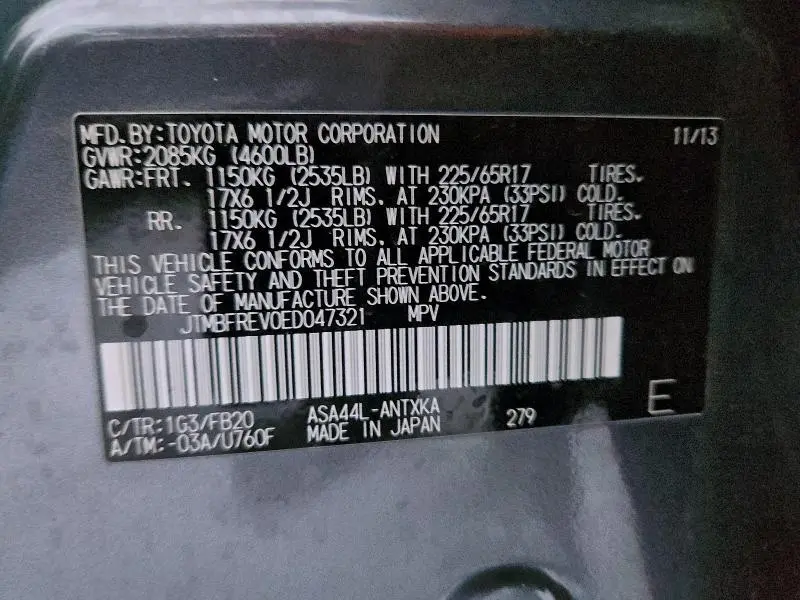 MFD. BY: TOYOTA MOTOR CORPORATION 11/13
GVWR: 2085KG (4600LB)
GAWR: FRT. 1150KG (2535LB) WITH 225/65R17 TIRES.
17X6 1/2J RIMS. AT 230KPA (33PSI) COLD.
RR. 1150KG (2535LB) WITH 225/65R17 TIRES.
17X6 1/2J RIMS. AT 230KPA (33PSI) COLD.
THIS VEHICLE CONFORMS TO ALL APPLICABLE FEDERAL MOTOR
VEHICLE SAFETY AND THEFT PREVENTION STANDARDS IN EFFECT ON
THE DATE OF MANUFACTURE SHOWN ABOVE.
JTMBFREV0ED047321 MPV
C/TR: 1G3/FB20 ASA44L-ANTXKA 279 E
A/TM: -03A/U760F MADE IN JAPAN